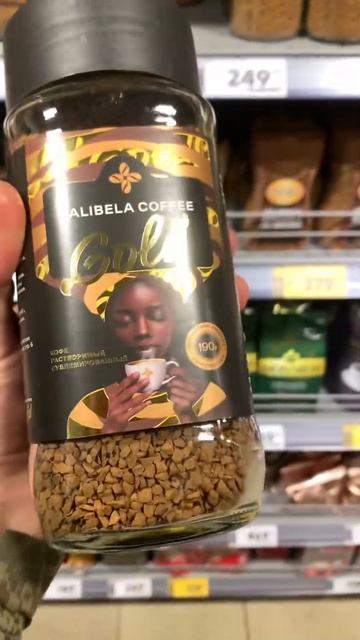 249
ALIBELA COFFEE
Gold
КОФЕ
РАСТВОРИМЫЙ
СУБЛИМИРОВАННЫЙ
190г
279